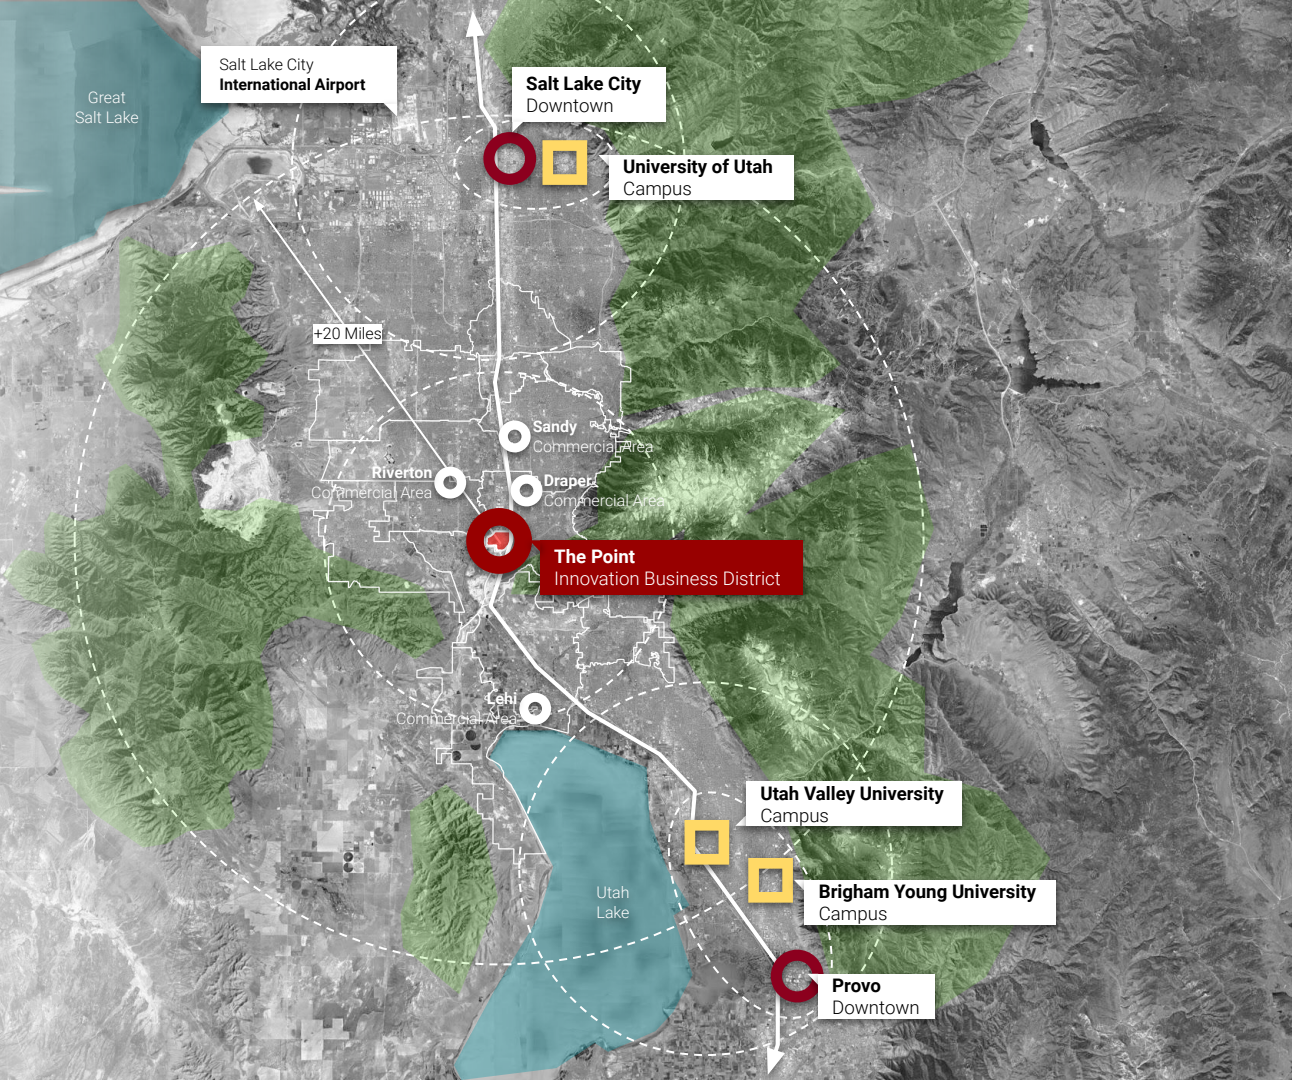 Great
Salt Lake
Salt Lake City
International Airport
Salt Lake City
Downtown
University of Utah
Campus
+20 Miles
Sandy
Commercial Area
Riverton
Commercial Area
Draper
Commercial Area
The Point
Innovation Business District
Lehi
Commercial Area
Utah Valley University
Campus
Utah
Lake
Brigham Young University
Campus
Provo
Downtown